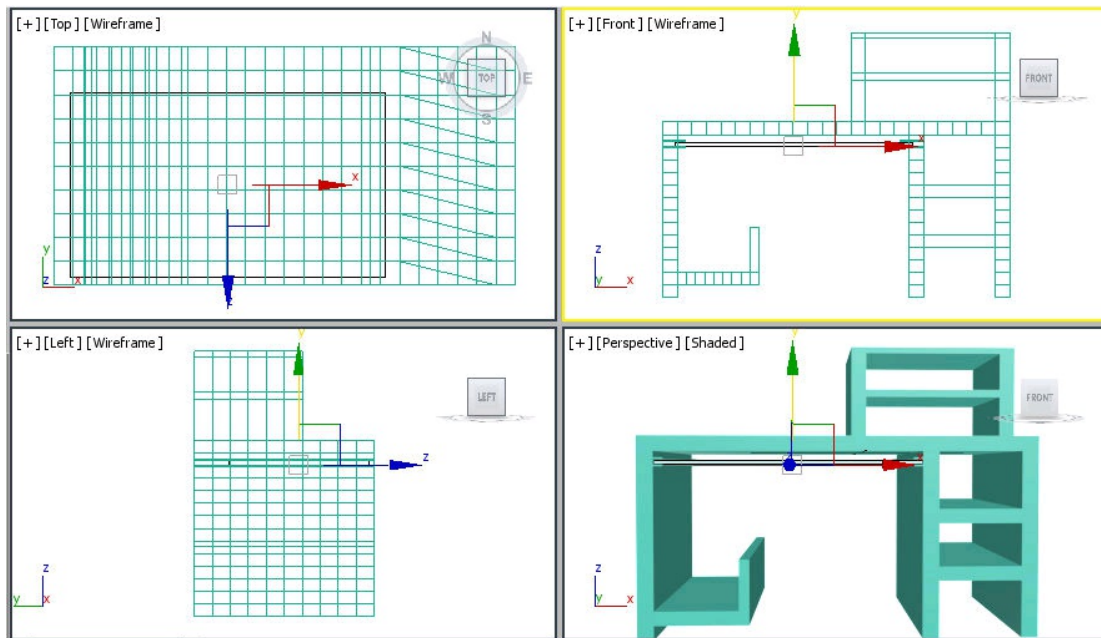 [+] [Top] [Wireframe]
N
W TOP E
S
x
z
y
z x
[+] [Front] [Wireframe]
y
FRONT
x
z
y x
[+] [Left] [Wireframe]
y
LEFT
z
z
y x
[+] [Perspective] [Shaded]
y
FRONT
x
z
y x